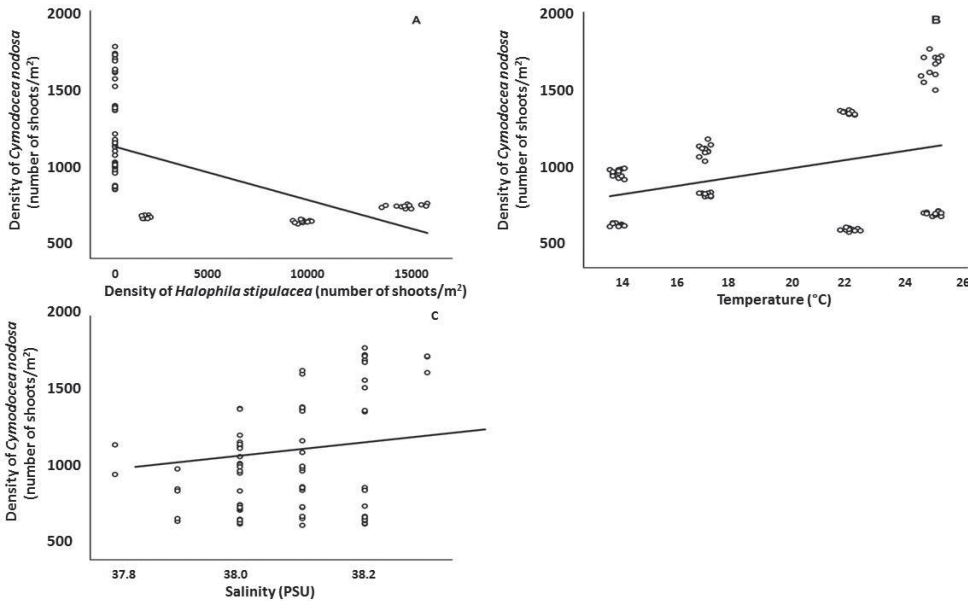 A
Density of Cymodocea nodosa
(number of shoots/m²)
2000
1500
1000
500
0 5000 10000 15000
Density of Halophila stipulacea (number of shoots/m²)
B
Density of Cymodocea nodosa
(number of shoots/m²)
2000
1500
1000
500
14 16 18 20 22 24 26
Temperature (°C)
C
Density of Cymodocea nodosa
(number of shoots/m²)
2000
1500
1000
500
37.8 38.0 38.2
Salinity (PSU)